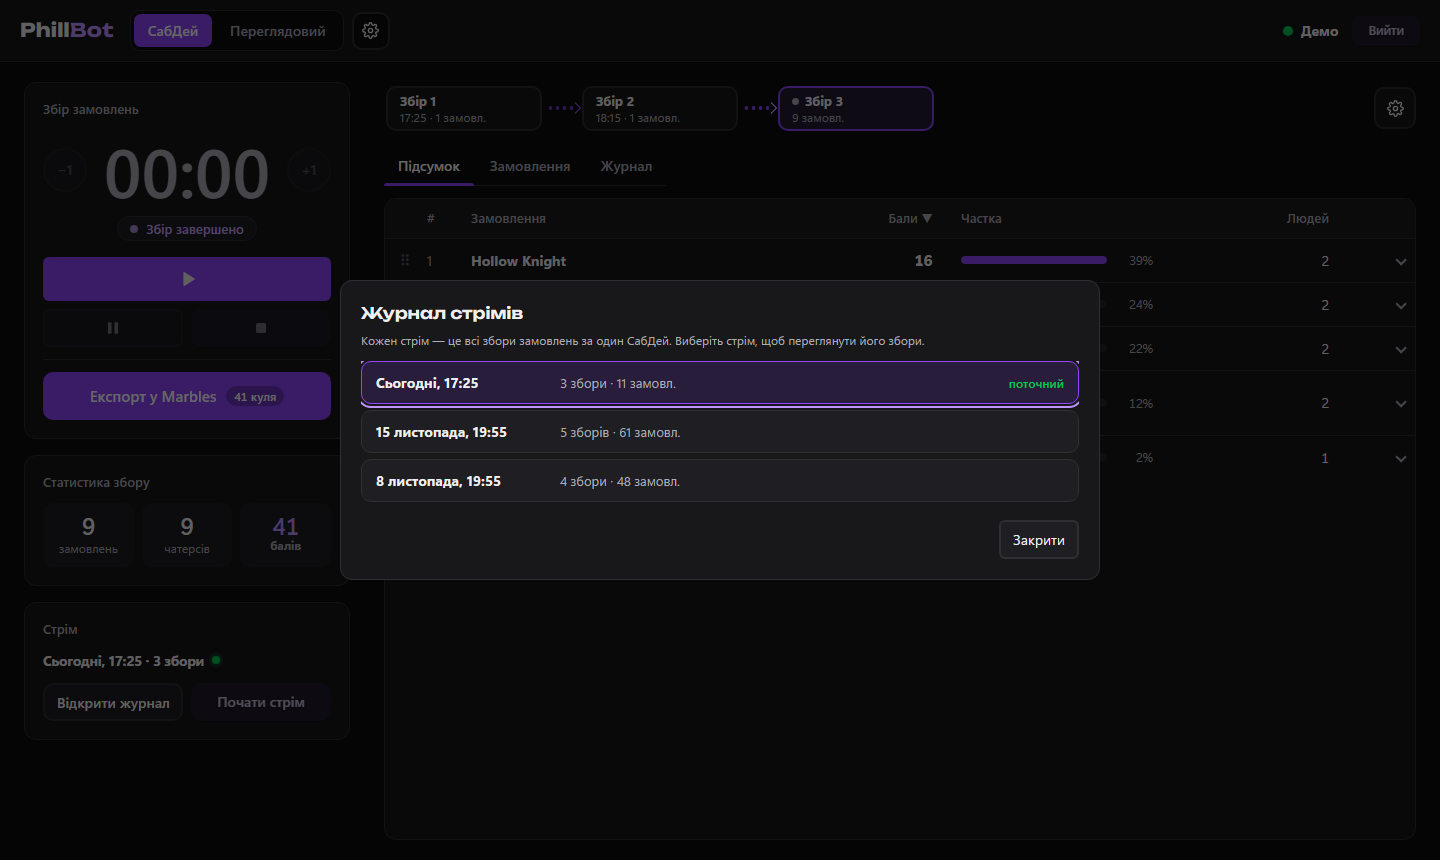 PhillBot
СабДей
Переглядовий
Демо
Вийти
Збір замовлень
−1
00:00
+1
Збір завершено
Експорт у Marbles 41 куля
Статистика збору
9
замовлень
9
чатерсів
41
балів
Стрім
Сьогодні, 17:25 · 3 збори
Відкрити журнал
Почати стрім
Збір 1
17:25 · 1 замовл.
Збір 2
18:15 · 1 замовл.
Збір 3
9 замовл.
Підсумок
Замовлення
Журнал
# Замовлення Бали ▼ Частка Людей
1 Hollow Knight 16 39% 2
24% 2
22% 2
12% 2
2% 1
Журнал стрімів
Кожен стрім — це всі збори замовлень за один СабДей. Виберіть стрім, щоб переглянути його збори.
Сьогодні, 17:25 3 збори · 11 замовл. поточний
15 листопада, 19:55 5 зборів · 61 замовл.
8 листопада, 19:55 4 збори · 48 замовл.
Закрити